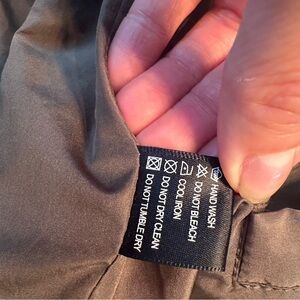 HAND WASH
DO NOT BLEACH
COOL IRON
DO NOT DRY CLEAN
DO NOT TUMBLE DRY